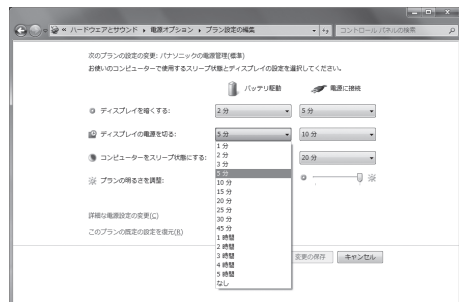 « ハードウェアとサウンド ▸ 電源オプション ▸ プラン設定の編集
コントロール パネルの検索
次のプランの設定の変更: パナソニックの電源管理(標準)
お使いのコンピューターで使用するスリープ状態とディスプレイの設定を選択してください。
バッテリ駆動 電源に接続
ディスプレイを暗くする: 2 分 5 分
ディスプレイの電源を切る: 5 分 10 分
1 分
2 分
コンピューターをスリープ状態にする: 20 分
3 分
5 分
プランの明るさを調整:
10 分
15 分
20 分
25 分
詳細な電源設定の変更(C)
30 分
45 分
このプランの既定の設定を復元(R)
1 時間
2 時間
3 時間
変更の保存 キャンセル
4 時間
5 時間
なし